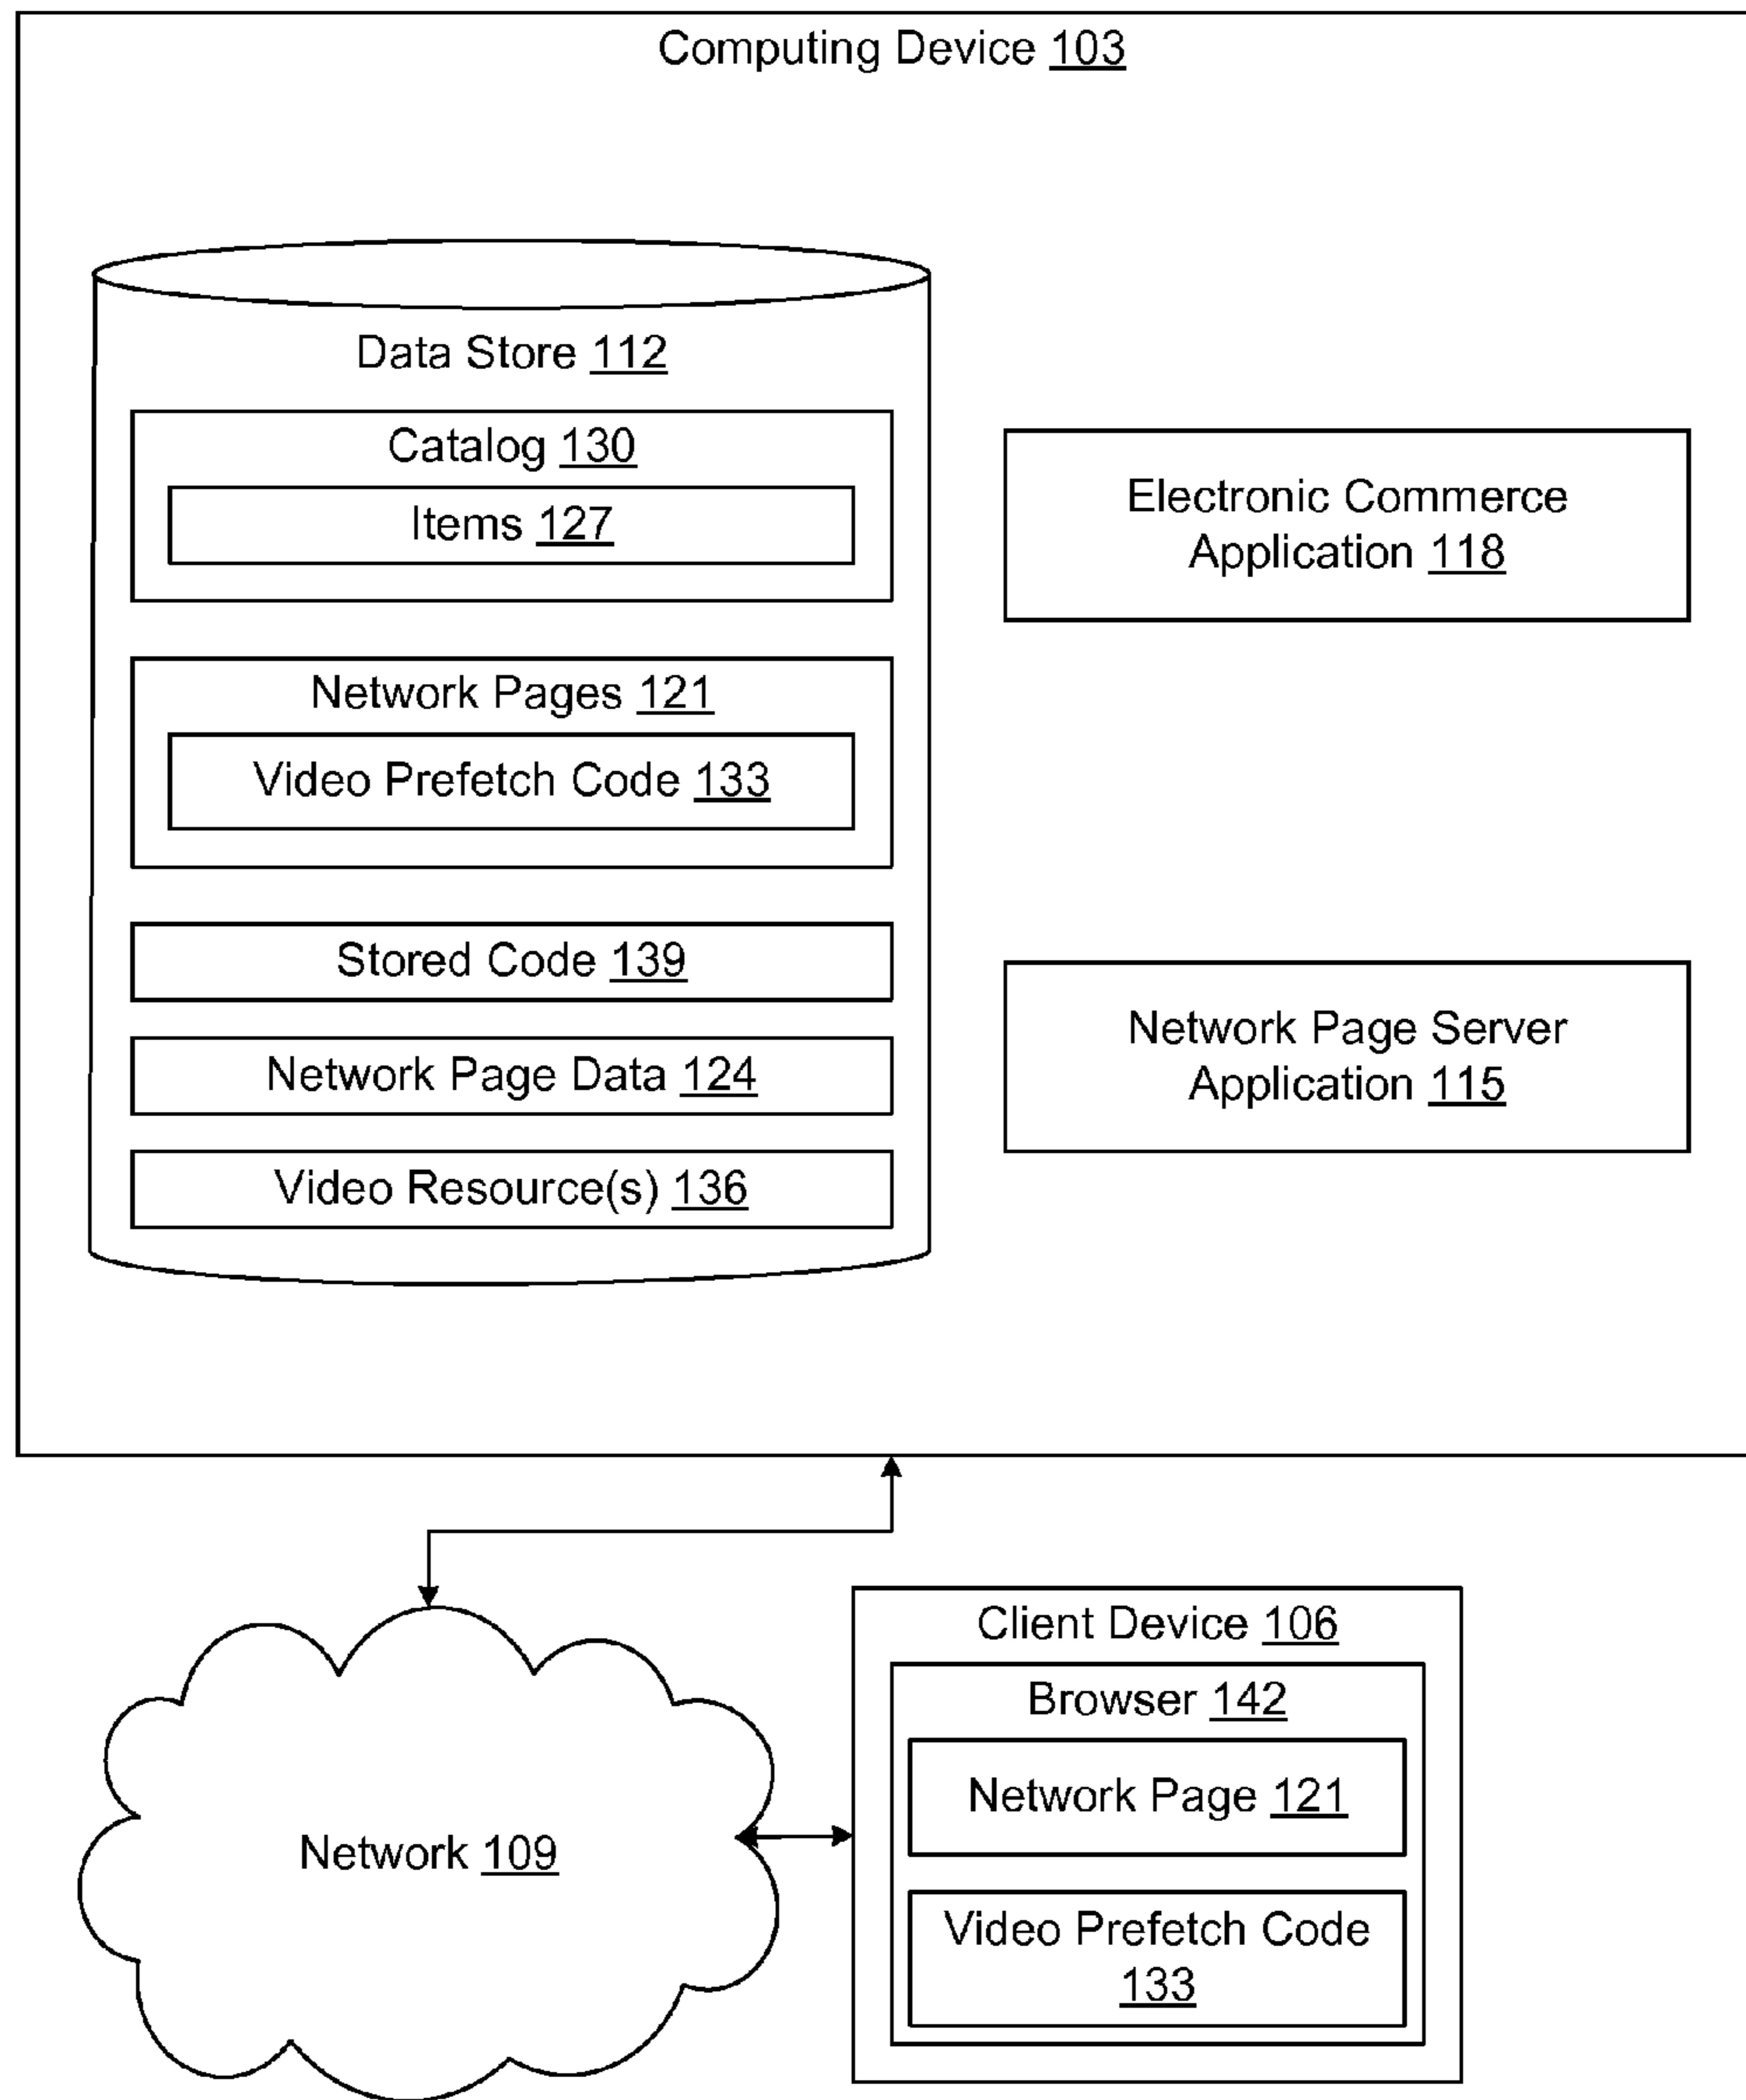 Computing Device 103
Data Store 112
Catalog 130
Items 127
Network Pages 121
Video Prefetch Code 133
Stored Code 139
Network Page Data 124
Video Resource(s) 136
Electronic Commerce
Application 118
Network Page Server
Application 115
Network 109
Client Device 106
Browser 142
Network Page 121
Video Prefetch Code
133